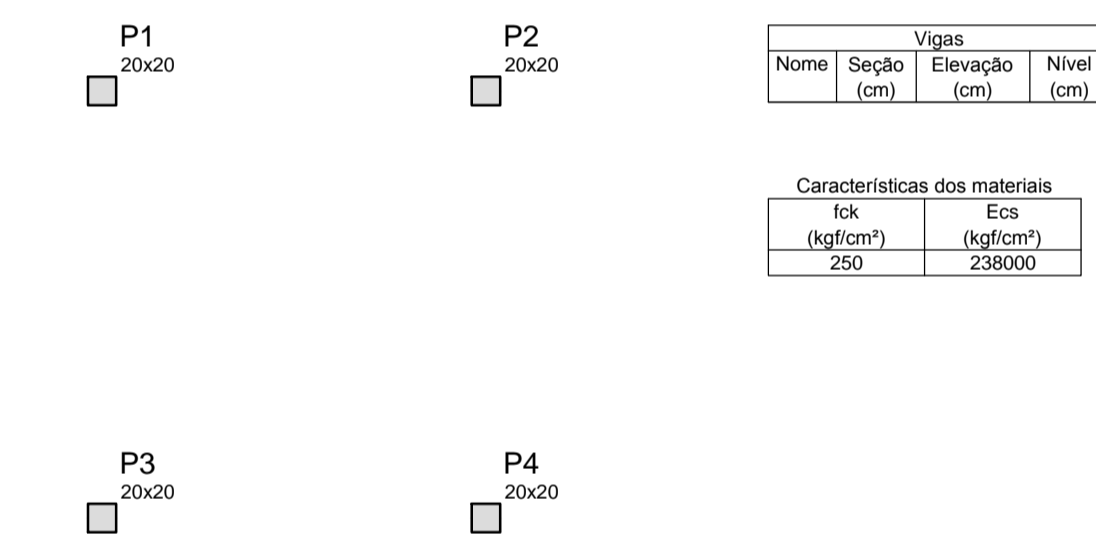 P1
20x20
P2
20x20
Vigas
Nome Seção Elevação Nível
(cm) (cm) (cm)
Características dos materiais
fck Ecs
(kgf/cm²) (kgf/cm²)
250 238000
P3
20x20
P4
20x20